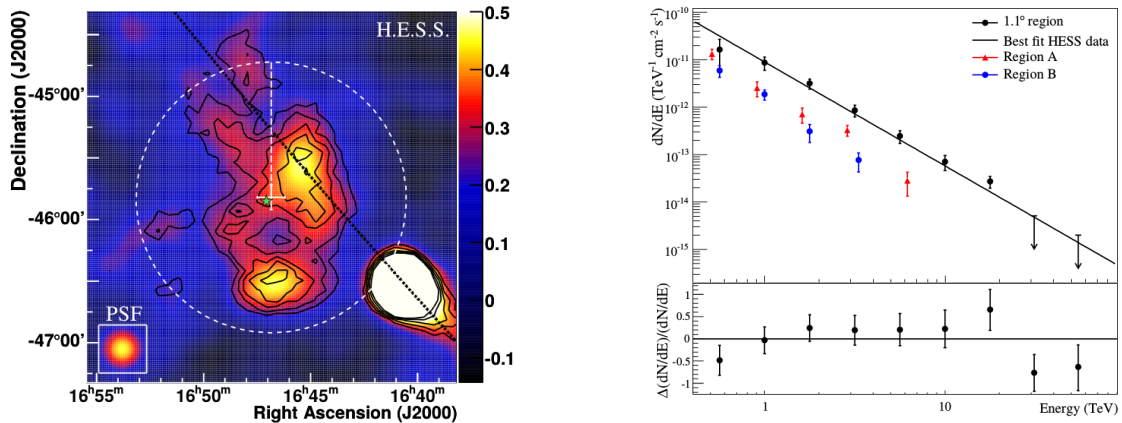 H.E.S.S.
PSF
Declination (J2000)
-45°00'
-46°00'
-47°00'
16ʰ55ᵐ 16ʰ50ᵐ 16ʰ45ᵐ 16ʰ40ᵐ
Right Ascension (J2000)
0.5
0.4
0.3
0.2
0.1
0
-0.1
dN/dE (TeV⁻¹ cm⁻² s⁻¹)
10⁻¹⁰
10⁻¹¹
10⁻¹²
10⁻¹³
10⁻¹⁴
10⁻¹⁵
1.1° region
Best fit HESS data
Region A
Region B
Δ(dN/dE)/(dN/dE)
1
0.5
0
-0.5
-1
1 10
Energy (TeV)